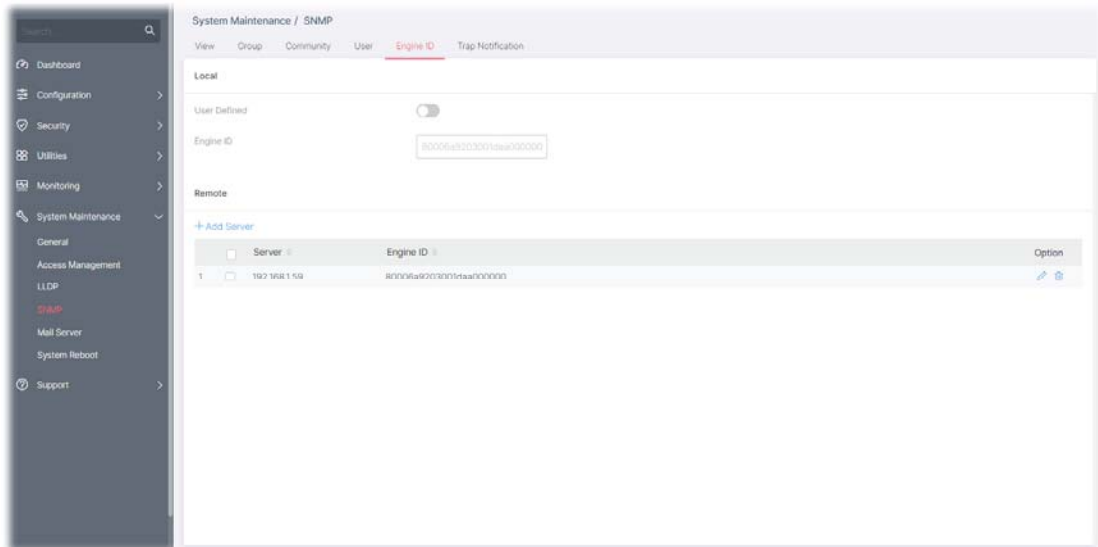 Search
System Maintenance / SNMP
View Group Community User Engine ID Trap Notification
Dashboard
Configuration
Security
Utilities
Monitoring
System Maintenance
General
Access Management
LLDP
SNMP
Mail Server
System Reboot
Support
Local
User Defined
Engine ID
80006a9203001daa000000
Remote
+Add Server
Server Engine ID Option
1 192.168.1.59 80006a9203001daa000000